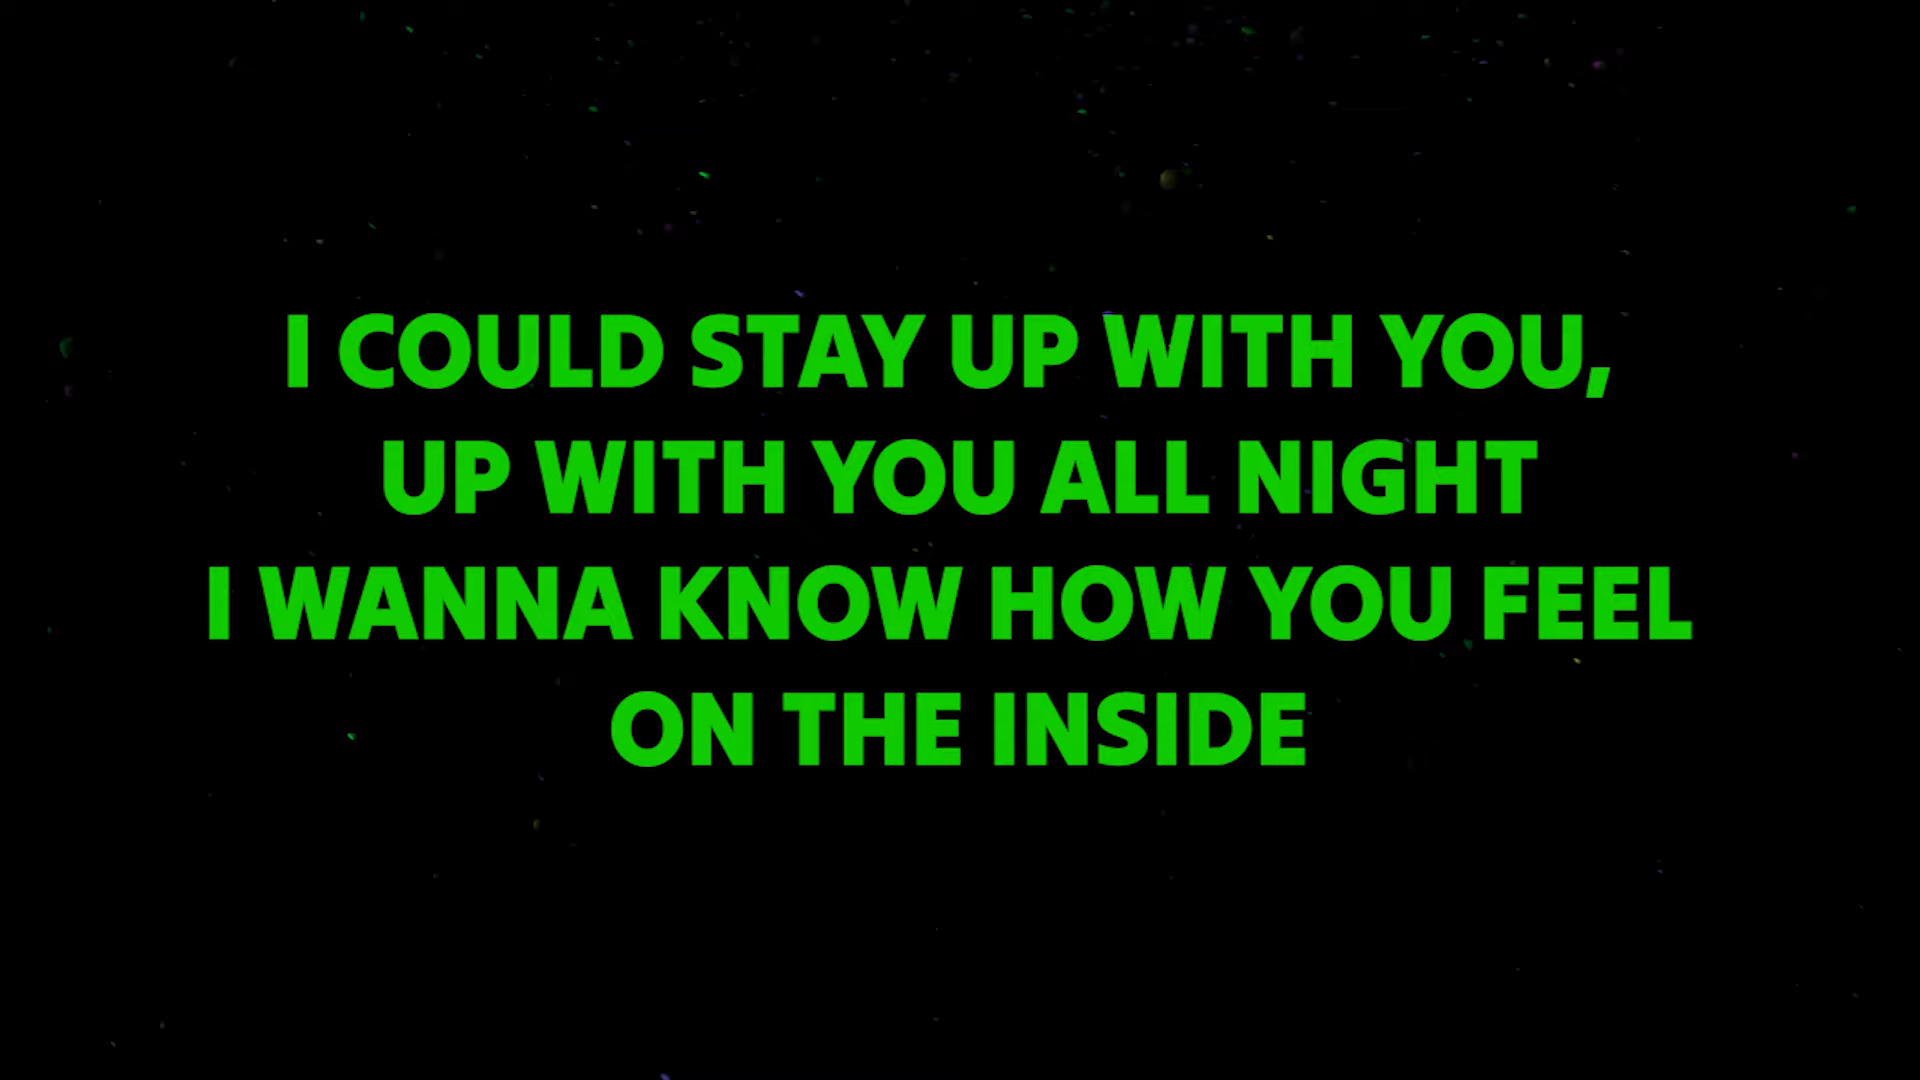 I COULD STAY UP WITH YOU,
UP WITH YOU ALL NIGHT
I WANNA KNOW HOW YOU FEEL
ON THE INSIDE